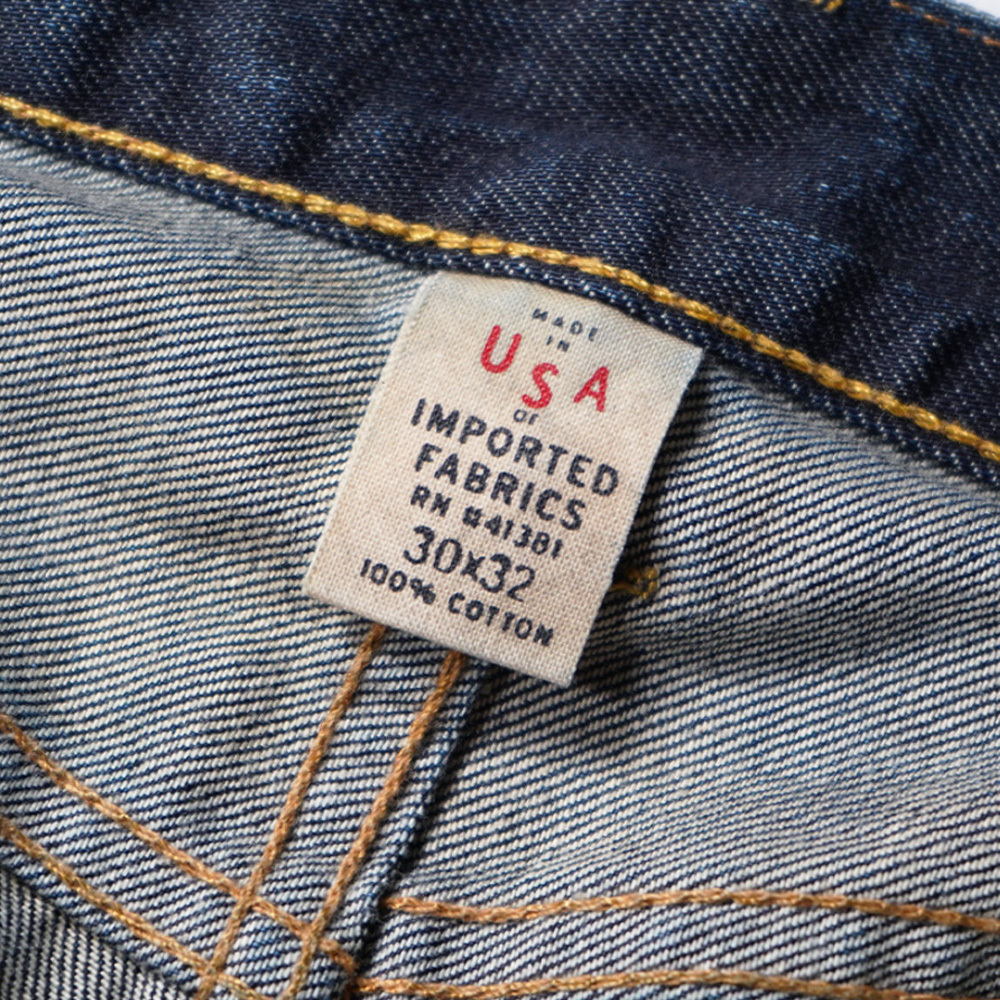 MADE
IN
USA
OF
IMPORTED
FABRICS
RN #41381
30x32
100% COTTON